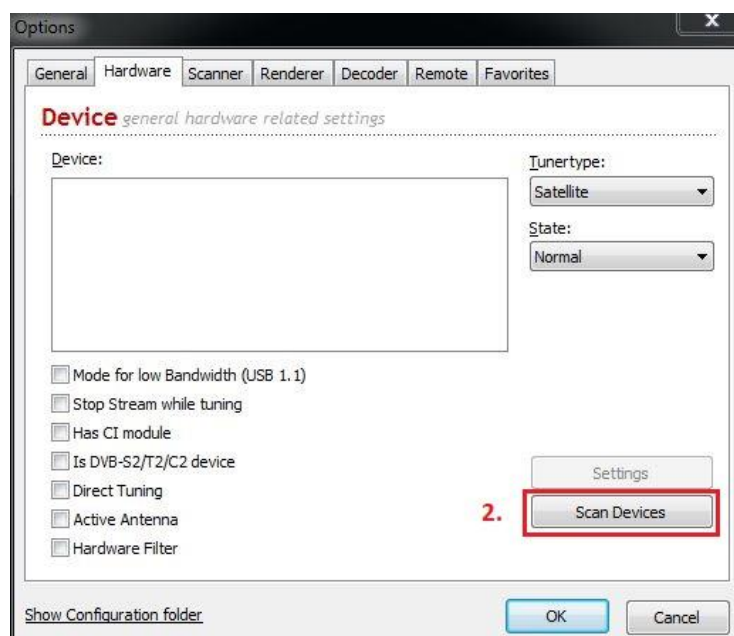 Options
X
General Hardware Scanner Renderer Decoder Remote Favorites
Device general hardware related settings
Device:
Tunertype:
Satellite
State:
Normal
Mode for low Bandwidth (USB 1.1)
Stop Stream while tuning
Has CI module
Is DVB-S2/T2/C2 device
Direct Tuning
Active Antenna
Hardware Filter
Settings
2. Scan Devices
Show Configuration folder
OK Cancel